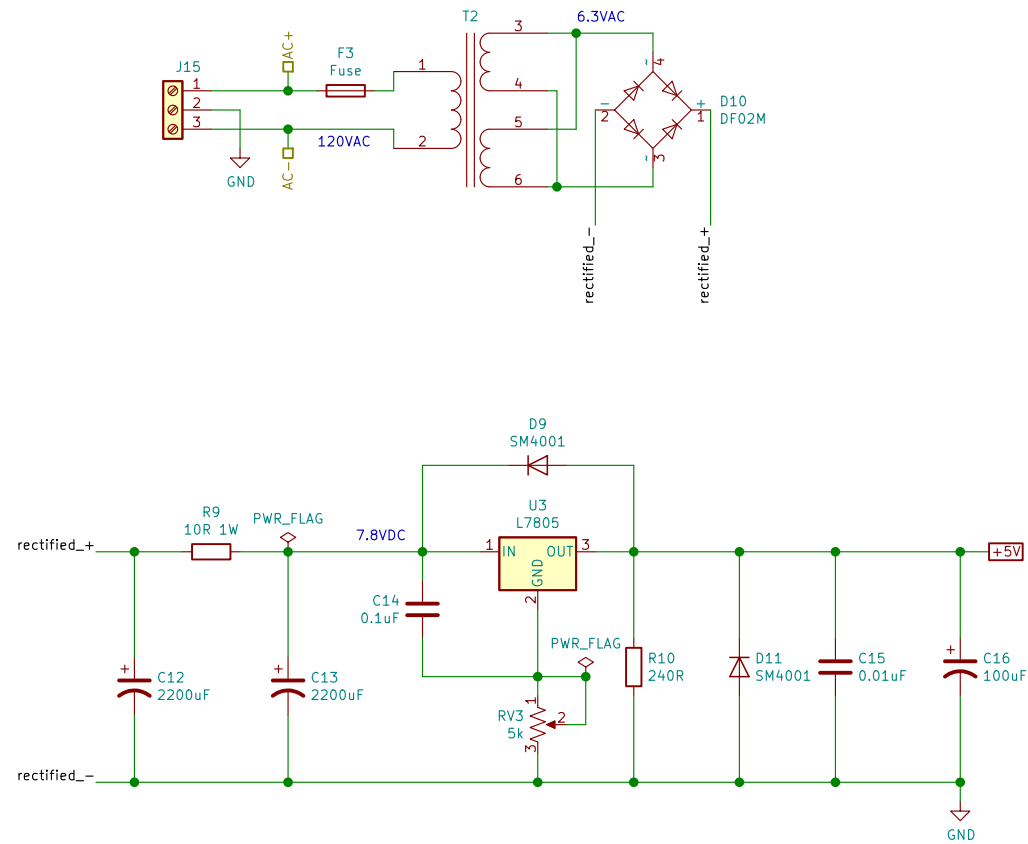 T2
6.3VAC
3
AC+
F3
Fuse
J15
1
2
3
1
4
~
4
D10
DF02M
-
2
+
1
5
120VAC
2
~
3
AC-
GND
6
rectified_-
rectified_+
D9
SM4001
U3
L7805
R9
10R 1W
PWR_FLAG
7.8VDC
rectified_+
1
IN
OUT
3
GND
2
+5V
C14
0.1uF
PWR_FLAG
+
C12
2200uF
+
C13
2200uF
R10
240R
D11
SM4001
C15
0.01uF
+
C16
100uF
1
RV3
5k
2
3
rectified_-
GND